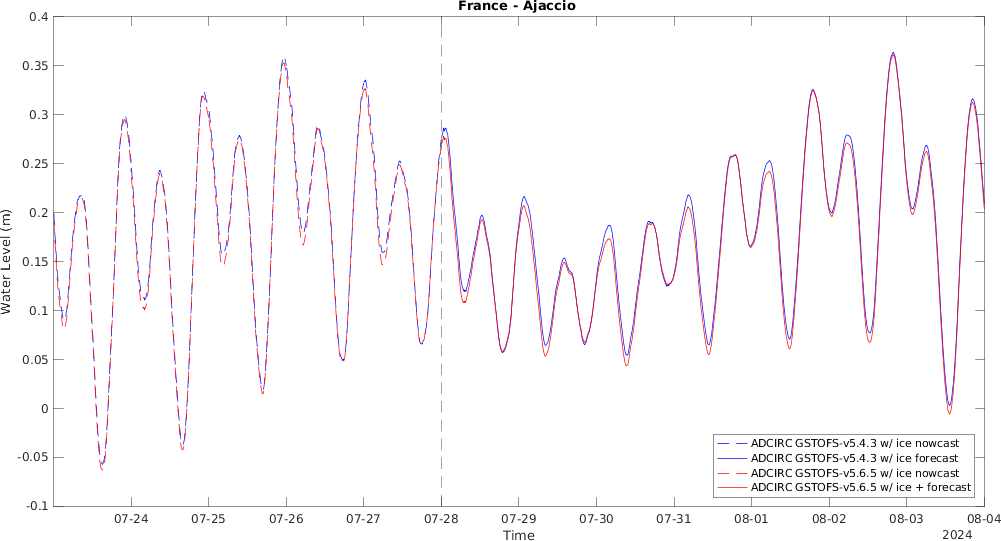 France - Ajaccio
0.4
0.35
0.3
0.25
0.2
0.15
0.1
0.05
0
-0.05
-0.1
Water Level (m)
ADCIRC GSTOFS-v5.4.3 w/ ice nowcast
ADCIRC GSTOFS-v5.4.3 w/ ice forecast
ADCIRC GSTOFS-v5.6.5 w/ ice nowcast
ADCIRC GSTOFS-v5.6.5 w/ ice + forecast
07-24 07-25 07-26 07-27 07-28 07-29 07-30 07-31 08-01 08-02 08-03 08-04
Time
2024